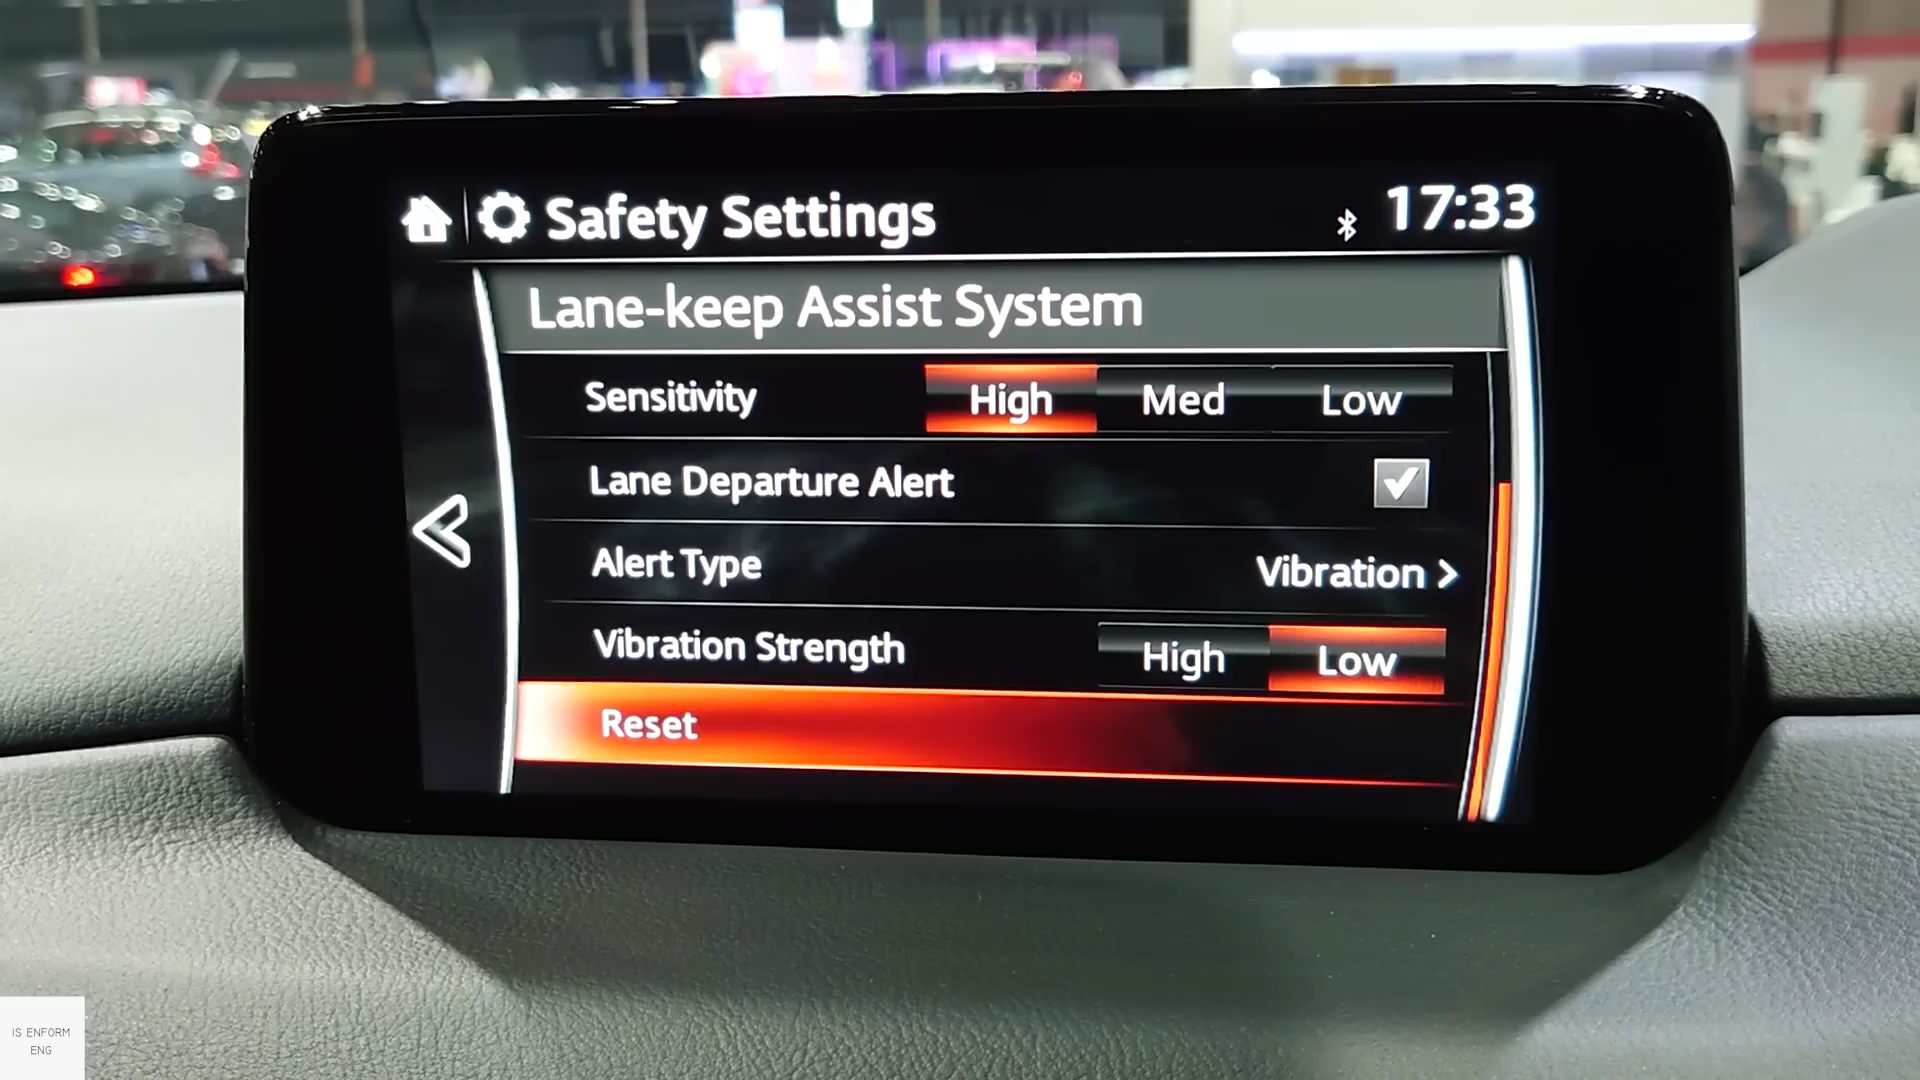 Safety Settings
17:33
Lane-keep Assist System
Sensitivity High Med Low
Lane Departure Alert
Alert Type Vibration >
Vibration Strength High Low
Reset
IS ENFORM
ENG